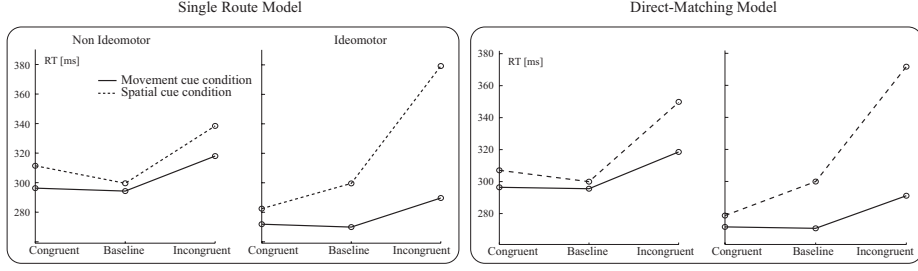 Single Route Model
Direct-Matching Model
Non Ideomotor
Ideomotor
RT [ms]
Movement cue condition
Spatial cue condition
380
360
340
320
300
280
Congruent
Baseline
Incongruent
Congruent
Baseline
Incongruent
RT [ms]
380
360
340
320
300
280
Congruent
Baseline
Incongruent
Congruent
Baseline
Incongruent